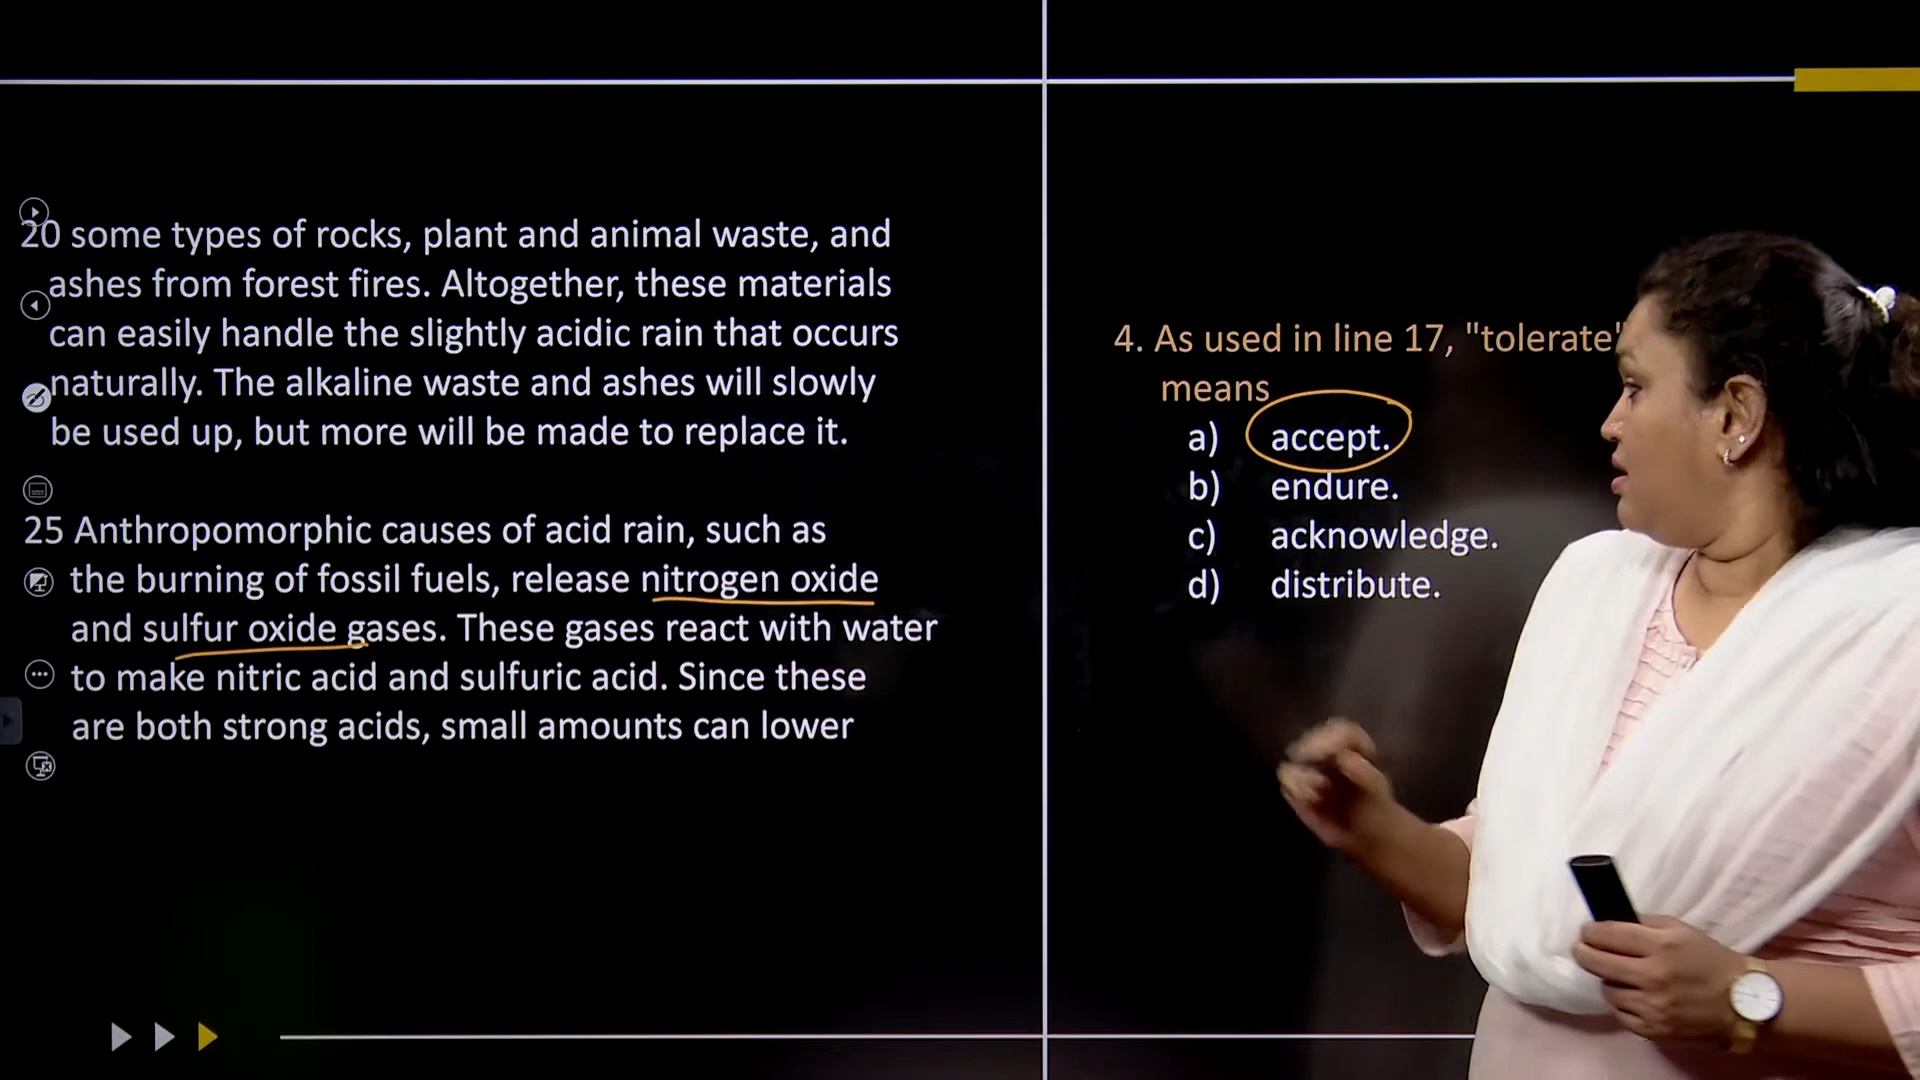 20 some types of rocks, plant and animal waste, and
ashes from forest fires. Altogether, these materials
can easily handle the slightly acidic rain that occurs
naturally. The alkaline waste and ashes will slowly
be used up, but more will be made to replace it.
25 Anthropomorphic causes of acid rain, such as
the burning of fossil fuels, release nitrogen oxide
and sulfur oxide gases. These gases react with water
to make nitric acid and sulfuric acid. Since these
are both strong acids, small amounts can lower
4. As used in line 17, "tolerate"
means
a) accept.
b) endure.
c) acknowledge.
d) distribute.